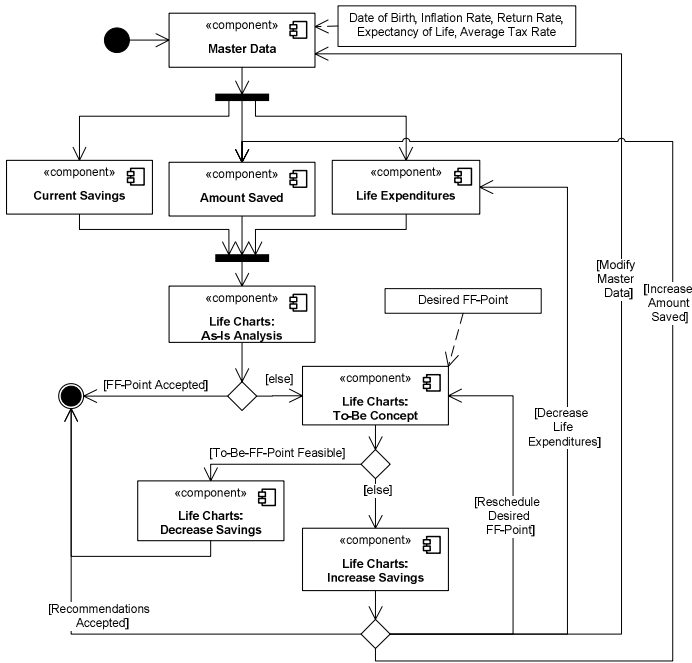 «component»
Master Data
Date of Birth, Inflation Rate, Return Rate,
Expectancy of Life, Average Tax Rate
«component»
Current Savings
«component»
Amount Saved
«component»
Life Expenditures
«component»
Life Charts:
As-Is Analysis
[Modify
Master
Data]
[Increase
Amount
Saved]
Desired FF-Point
[FF-Point Accepted]
[else]
«component»
Life Charts:
To-Be Concept
[Decrease
Life
Expenditures]
[To-Be-FF-Point Feasible]
[else]
«component»
Life Charts:
Decrease Savings
[Reschedule
Desired
FF-Point]
«component»
Life Charts:
Increase Savings
[Recommendations
Accepted]